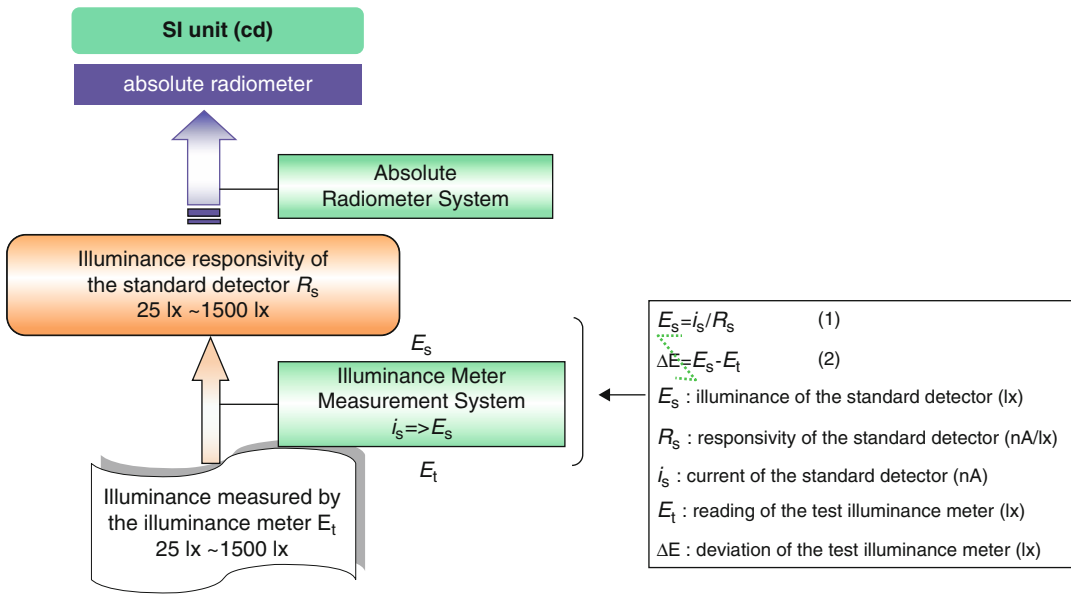 SI unit (cd)
absolute radiometer
Absolute
Radiometer System
Illuminance responsivity of
the standard detector Rs
25 lx ~1500 lx
Es
Illuminance Meter
Measurement System
is=>Es
Et
Illuminance measured by
the illuminance meter Et
25 lx ~1500 lx
Es=is/Rs (1)
ΔE=Es-Et (2)
Es : illuminance of the standard detector (lx)
Rs : responsivity of the standard detector (nA/lx)
is : current of the standard detector (nA)
Et : reading of the test illuminance meter (lx)
ΔE : deviation of the test illuminance meter (lx)